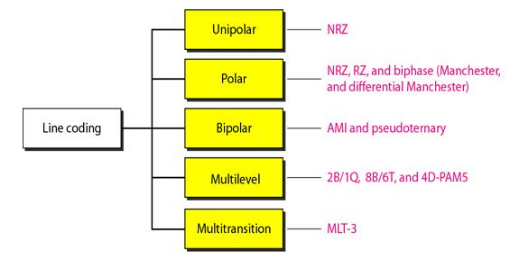 Line coding
Unipolar
NRZ
Polar
NRZ, RZ, and biphase (Manchester,
and differential Manchester)
Bipolar
AMI and pseudoternary
Multilevel
2B/1Q, 8B/6T, and 4D-PAM5
Multitransition
MLT-3